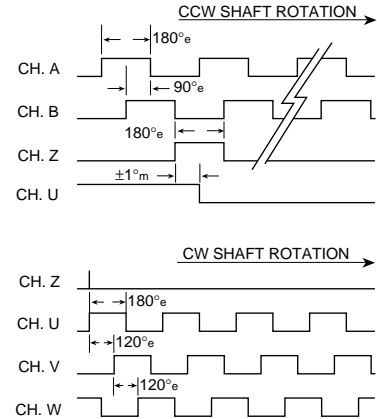 CCW SHAFT ROTATION
180°e
CH. A
90°e
CH. B
180°e
CH. Z
±1°m
CH. U
CW SHAFT ROTATION
CH. Z
180°e
CH. U
120°e
CH. V
120°e
CH. W